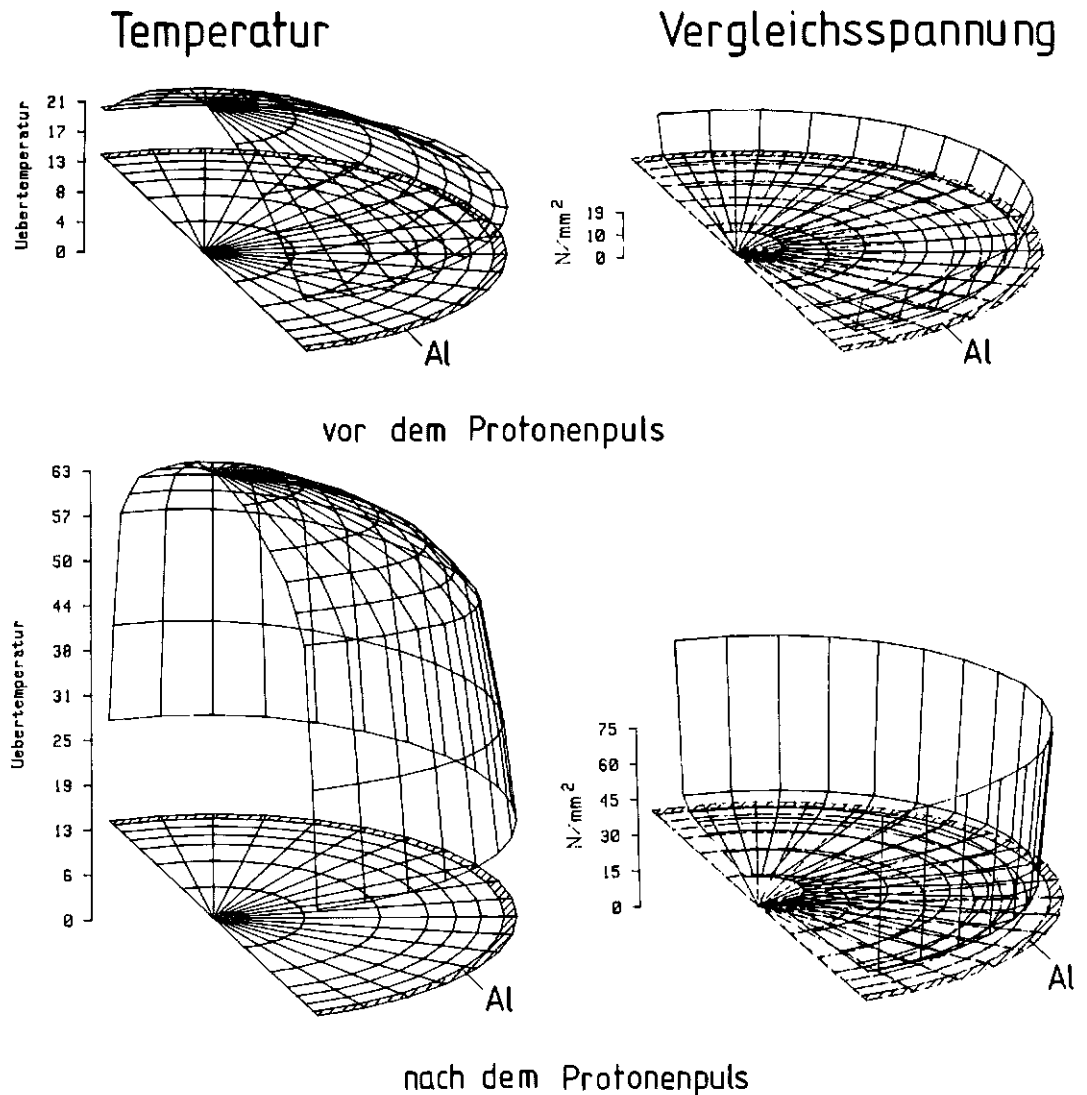 Temperatur
Vergleichsspannung
Uebertemperatur
21
17
13
8
4
0
Al
N/mm²
19
10
0
Al
vor dem Protonenpuls
Uebertemperatur
63
57
50
44
38
31
25
19
13
6
0
Al
N/mm²
75
60
45
30
15
0
Al
nach dem Protonenpuls